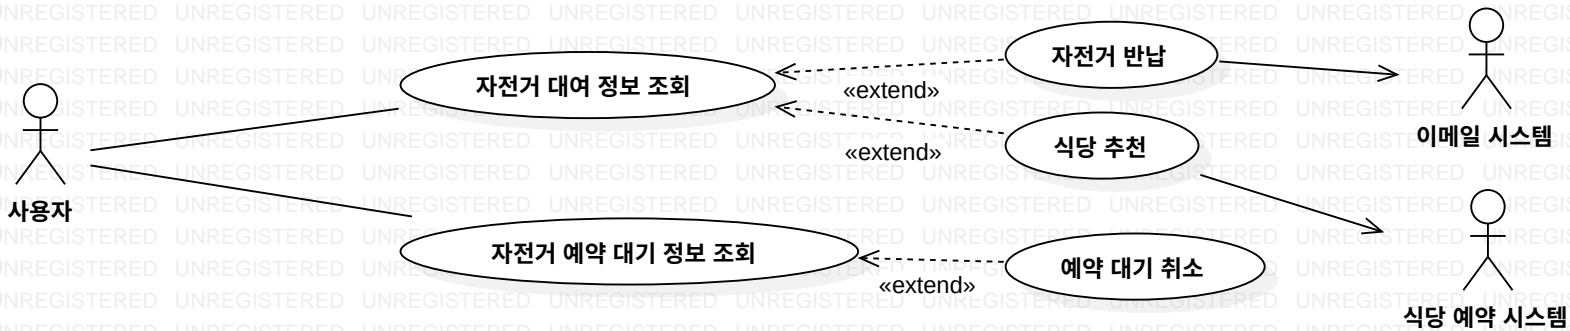 자전거 반납
자전거 대여 정보 조회
«extend»
이메일 시스템
식당 추천
«extend»
사용자
자전거 예약 대기 정보 조회
예약 대기 취소
«extend»
식당 예약 시스템
UNREGISTERED